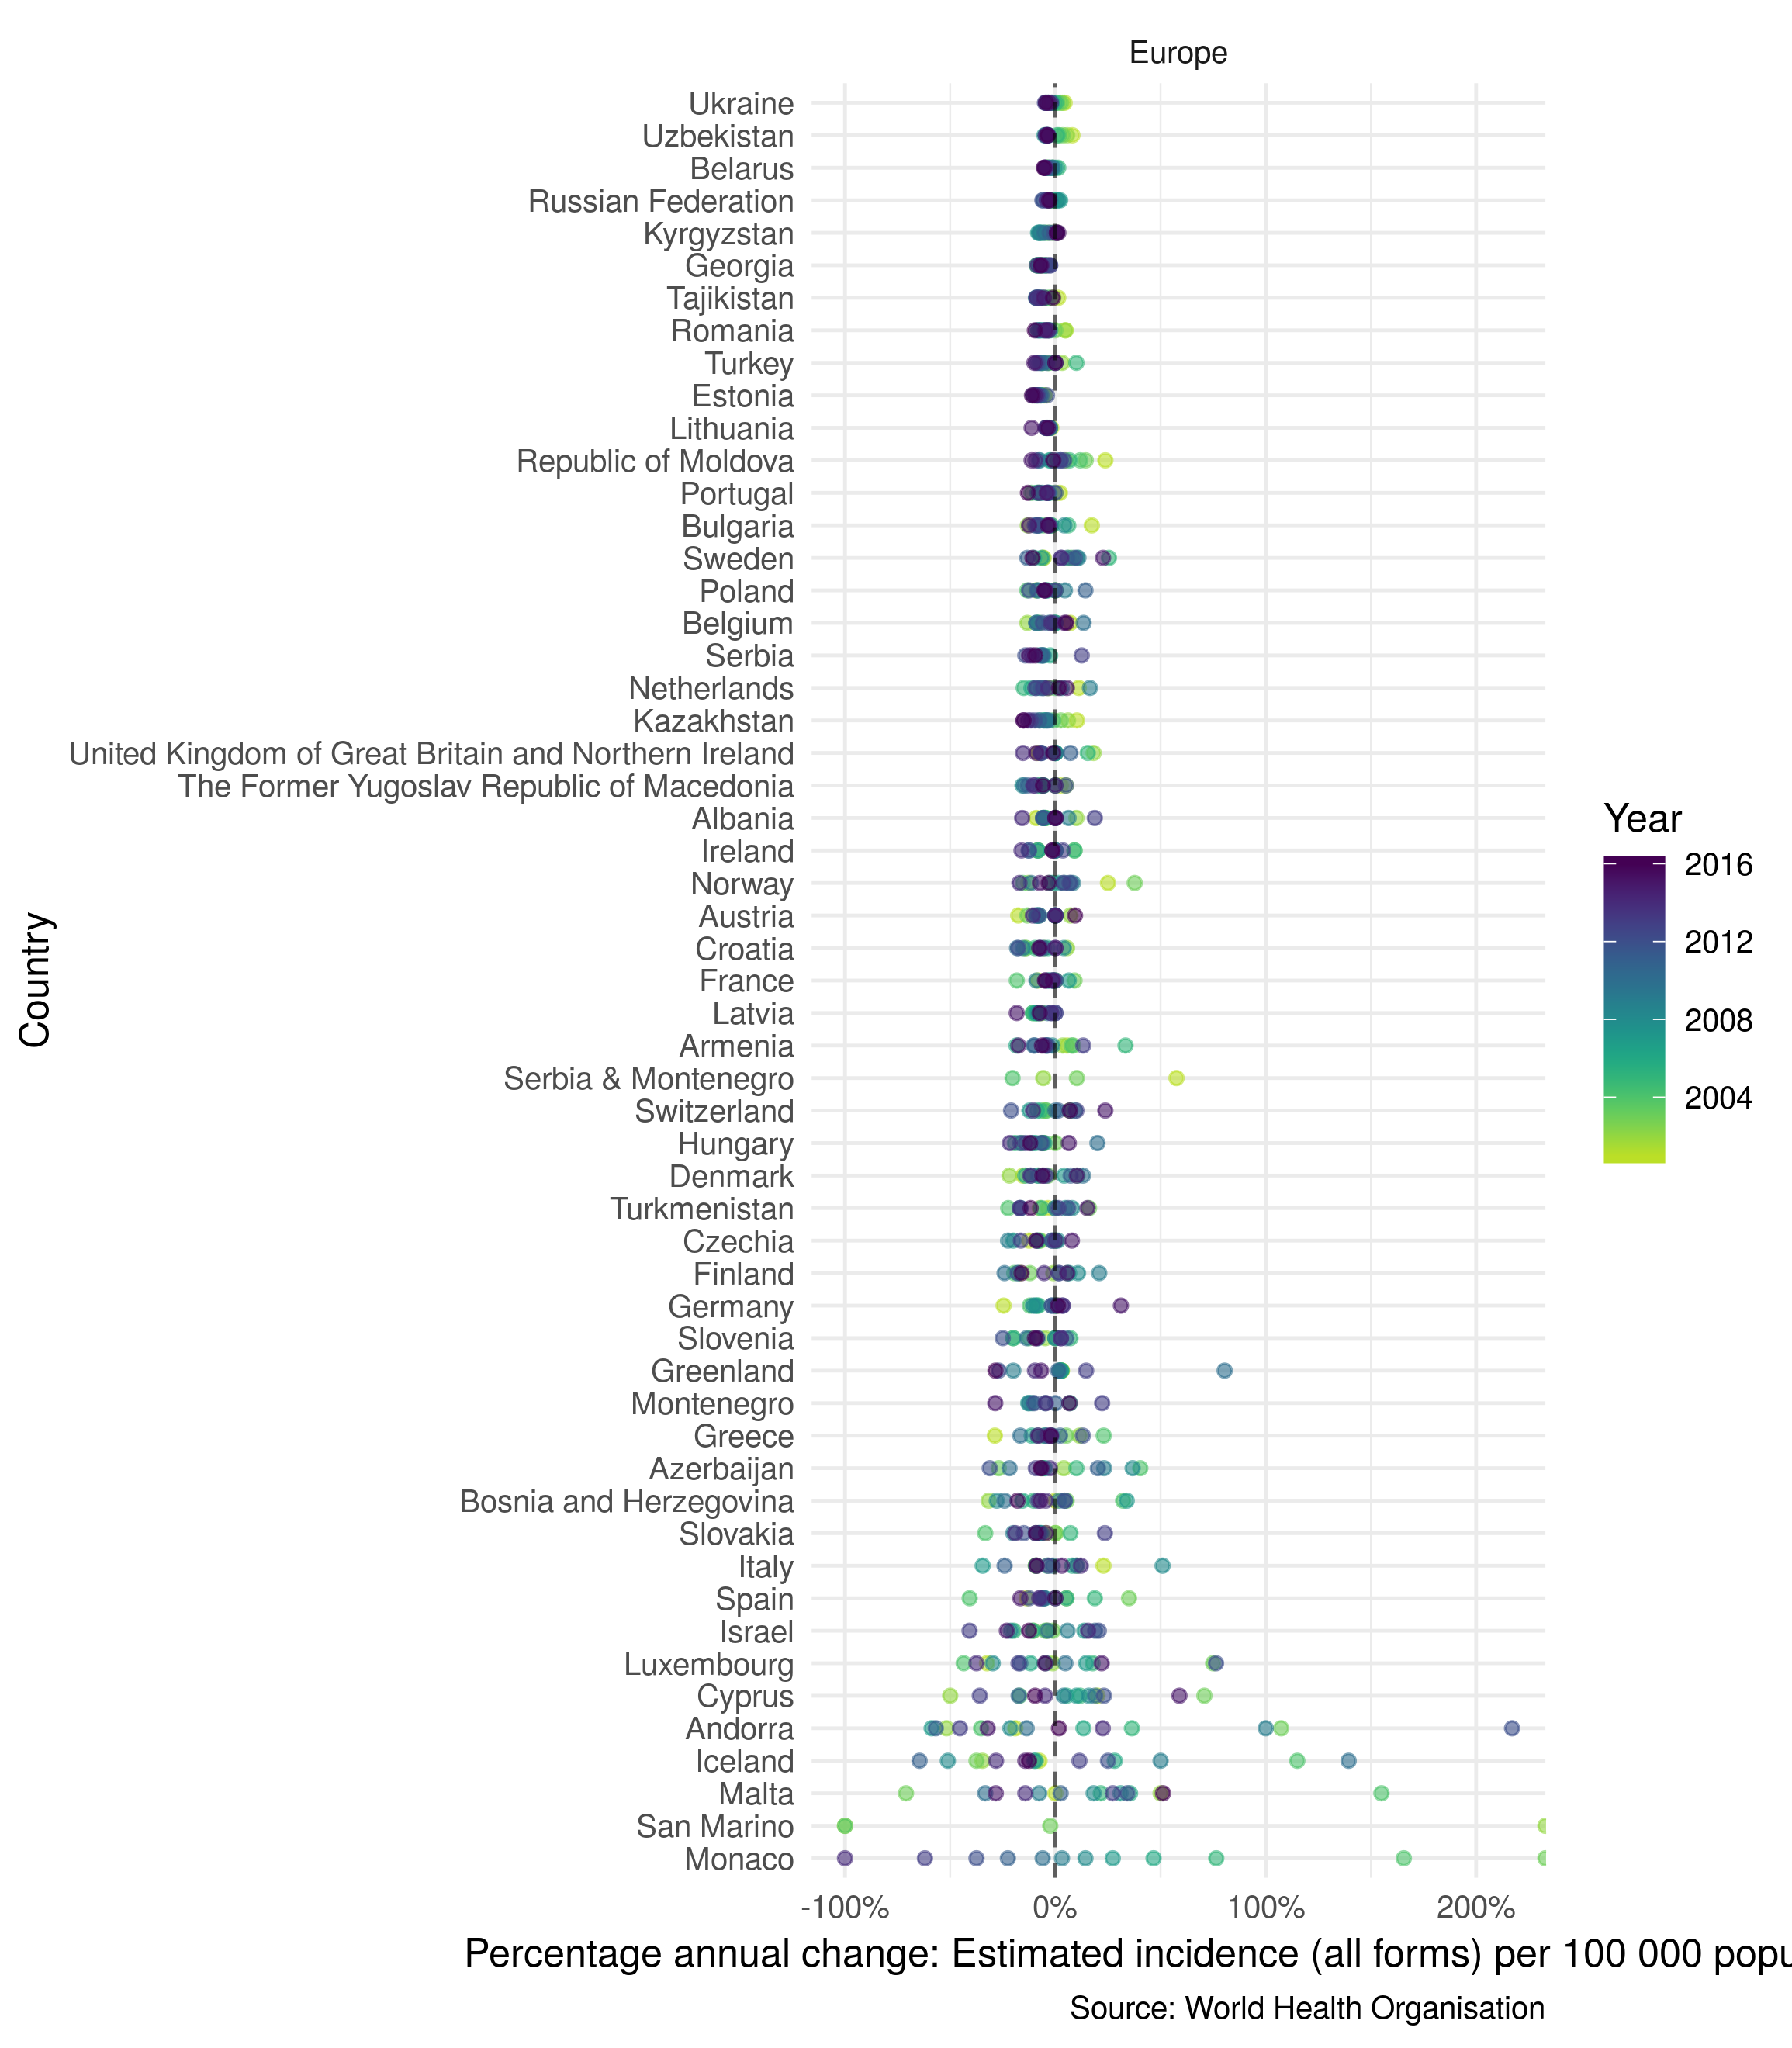 Europe
Ukraine
Uzbekistan
Belarus
Russian Federation
Kyrgyzstan
Georgia
Tajikistan
Romania
Turkey
Estonia
Lithuania
Republic of Moldova
Portugal
Bulgaria
Sweden
Poland
Belgium
Serbia
Netherlands
Kazakhstan
United Kingdom of Great Britain and Northern Ireland
The Former Yugoslav Republic of Macedonia
Albania
Ireland
Norway
Austria
Croatia
France
Latvia
Armenia
Serbia & Montenegro
Switzerland
Hungary
Denmark
Turkmenistan
Czechia
Finland
Germany
Slovenia
Greenland
Montenegro
Greece
Azerbaijan
Bosnia and Herzegovina
Slovakia
Italy
Spain
Israel
Luxembourg
Cyprus
Andorra
Iceland
Malta
San Marino
Monaco
Country
-100% 0% 100% 200%
Percentage annual change: Estimated incidence (all forms) per 100 000 popu
Source: World Health Organisation
Year
2016
2012
2008
2004